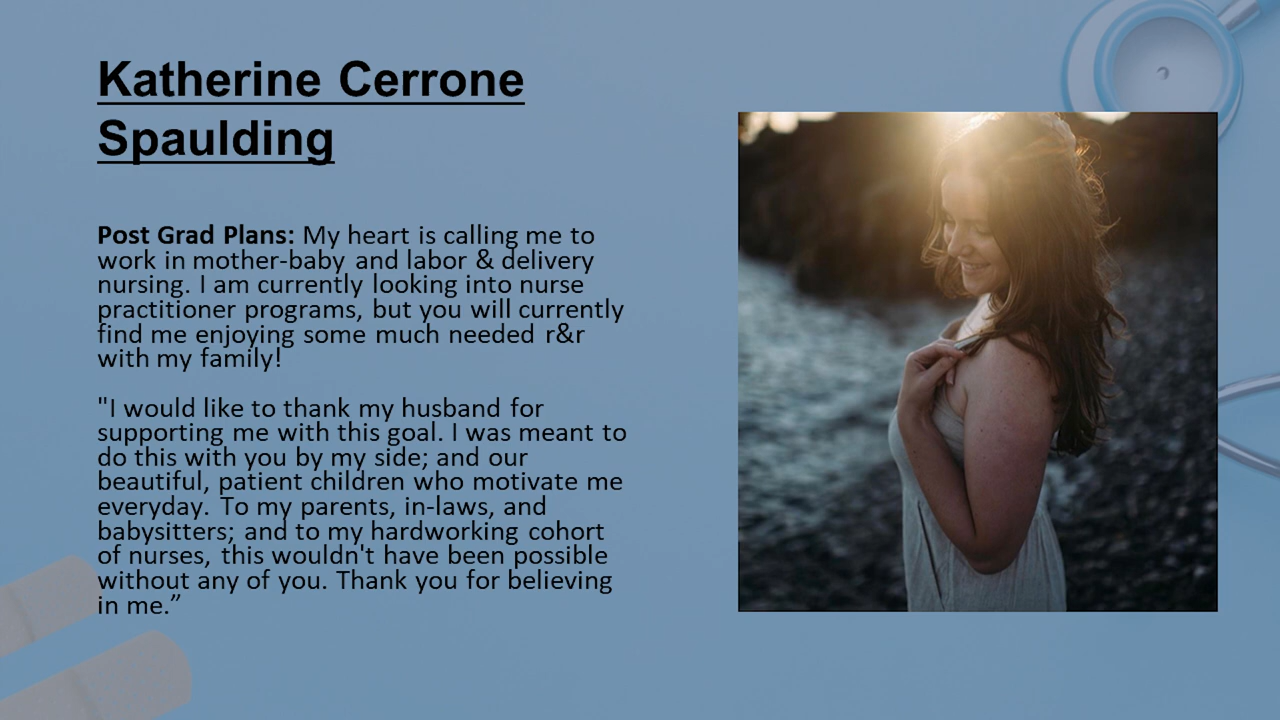 Katherine Cerrone
Spaulding
Post Grad Plans: My heart is calling me to
work in mother-baby and labor & delivery
nursing. I am currently looking into nurse
practitioner programs, but you will currently
find me enjoying some much needed r&r
with my family!
"I would like to thank my husband for
supporting me with this goal. I was meant to
do this with you by my side; and our
beautiful, patient children who motivate me
everyday. To my parents, in-laws, and
babysitters; and to my hardworking cohort
of nurses, this wouldn't have been possible
without any of you. Thank you for believing
in me.”